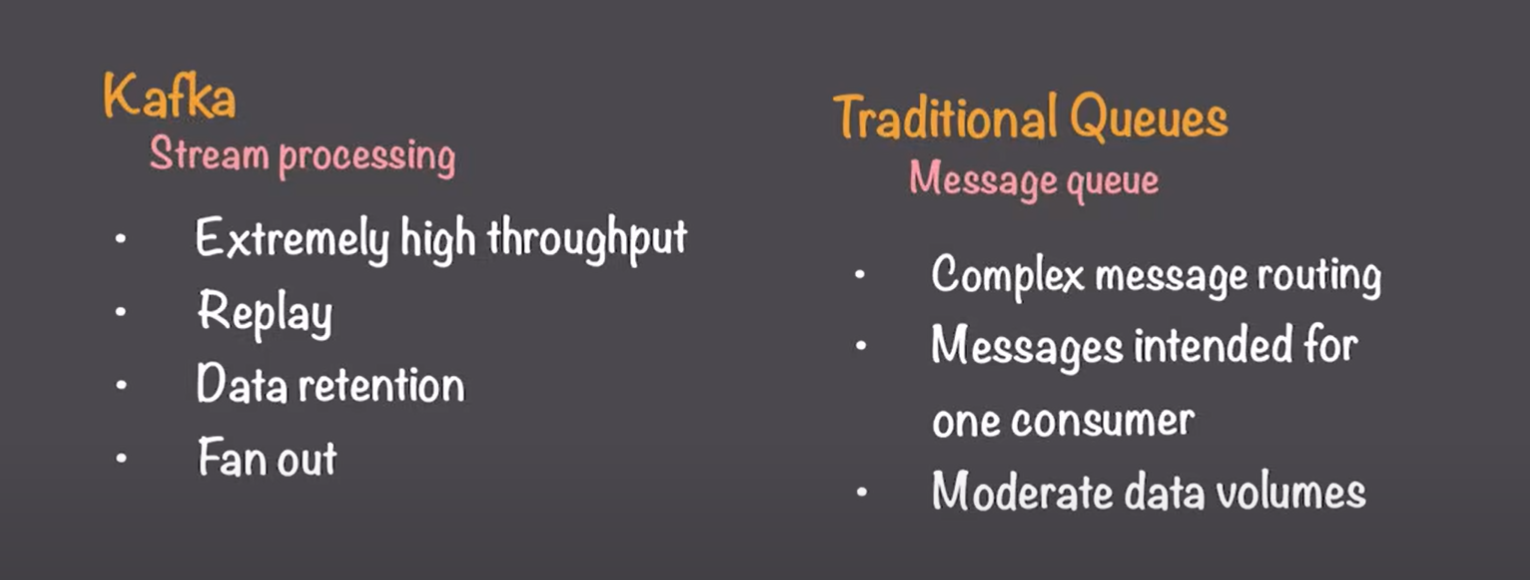 Kafka
Stream processing
• Extremely high throughput
• Replay
• Data retention
• Fan out
Traditional Queues
Message queue
• Complex message routing
• Messages intended for
one consumer
• Moderate data volumes